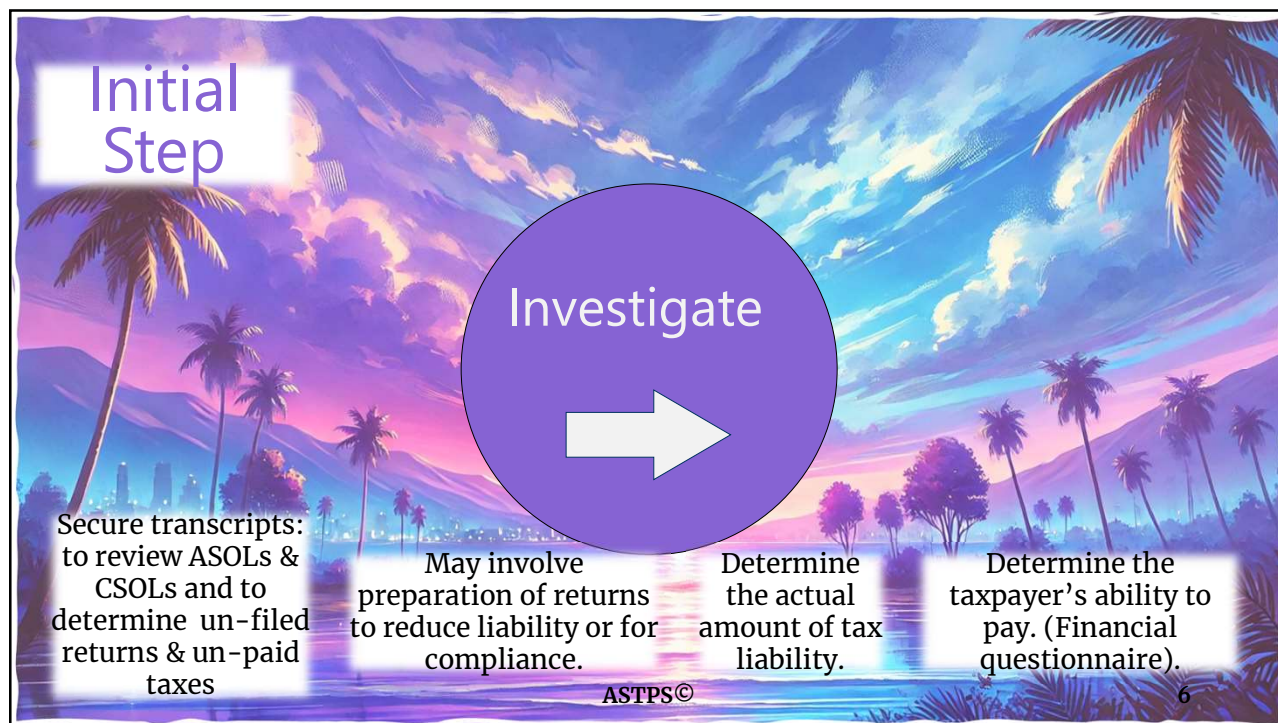 Initial
Step
Investigate
Secure transcripts:
to review ASOLs &
CSOLs and to
determine un-filed
returns & un-paid
taxes
May involve
preparation of returns
to reduce liability or for
compliance.
Determine
the actual
amount of tax
liability.
Determine the
taxpayer’s ability to
pay. (Financial
questionnaire).
ASTPS©
6